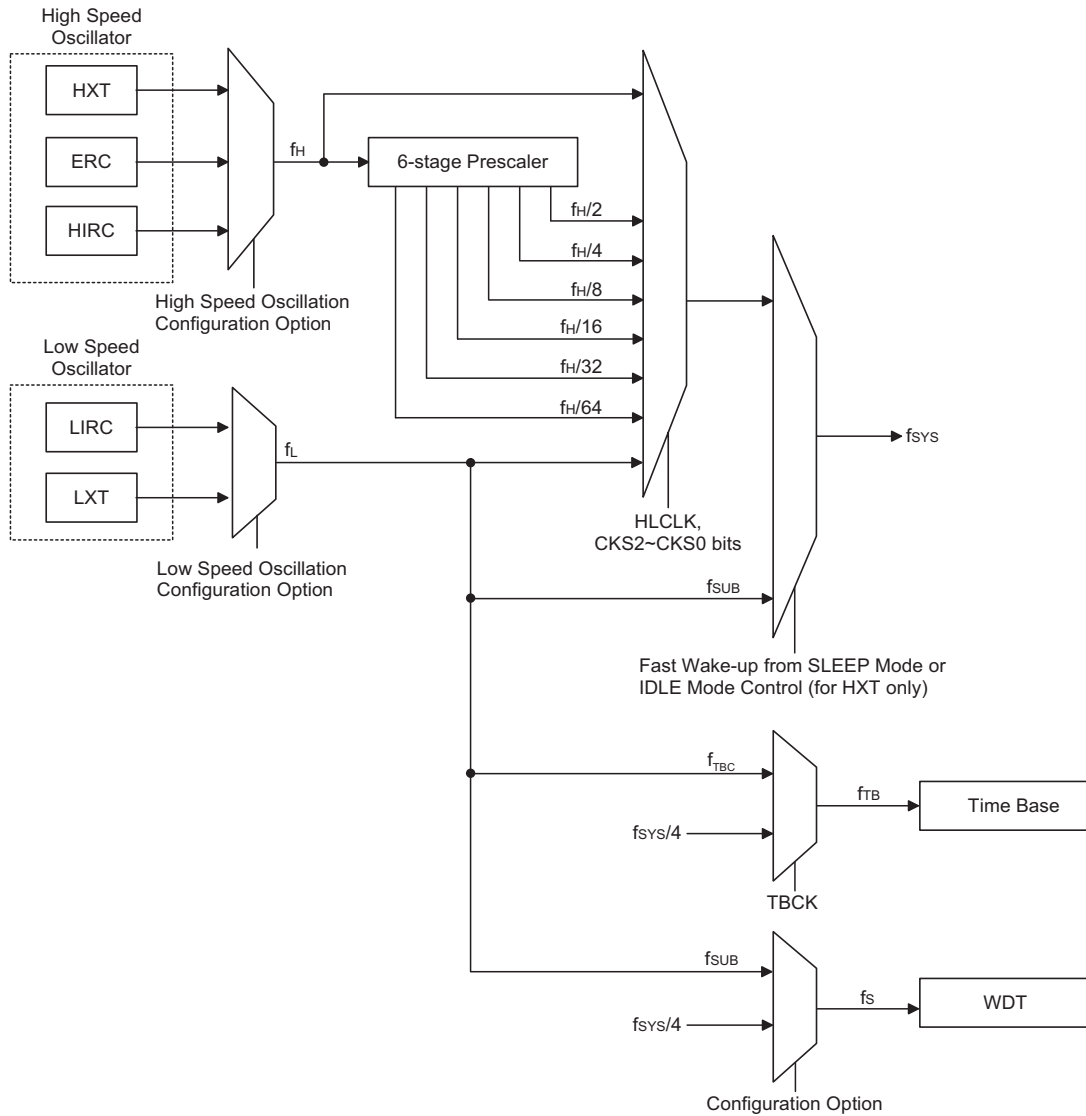 High Speed
Oscillator
HXT
ERC
HIRC
fH
6-stage Prescaler
fH/2
fH/4
fH/8
fH/16
fH/32
fH/64
High Speed Oscillation
Configuration Option
Low Speed
Oscillator
LIRC
LXT
fL
Low Speed Oscillation
Configuration Option
HLCLK,
CKS2~CKS0 bits
fSYS
fSUB
Fast Wake-up from SLEEP Mode or
IDLE Mode Control (for HXT only)
fTBC
fSYS/4
fTB
Time Base
TBCK
fSUB
fSYS/4
fS
WDT
Configuration Option